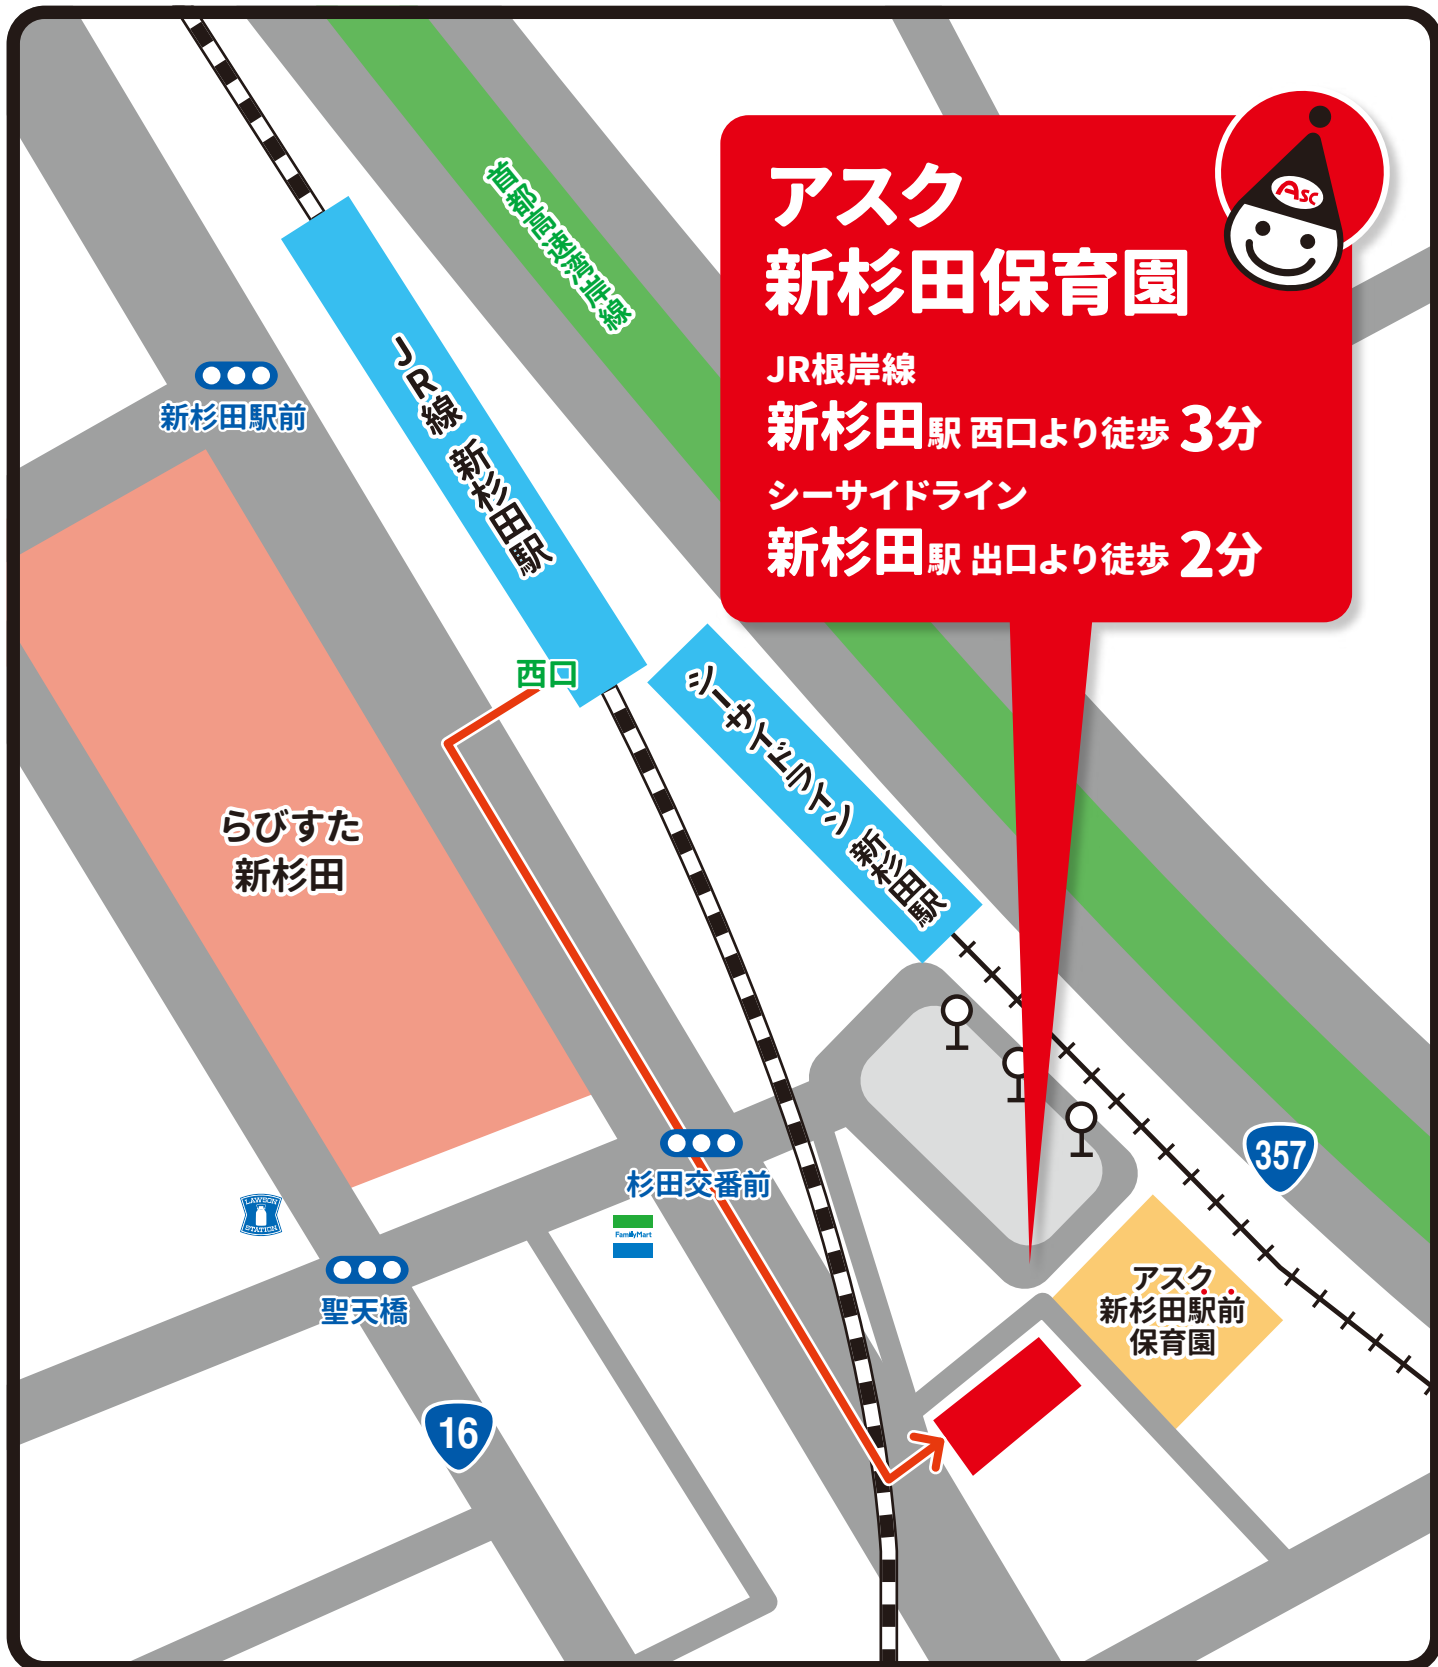 アスク
新杉田保育園
JR根岸線
新杉田駅 西口より徒歩 3分
シーサイドライン
新杉田駅 出口より徒歩 2分
Asc
首都高速湾岸線
JR線 新杉田駅
新杉田駅前
西口
シーサイドライン 新杉田駅
らびすた
新杉田
杉田交番前
357
LAWSON
STATION
FamilyMart
聖天橋
アスク
新杉田駅前
保育園
16